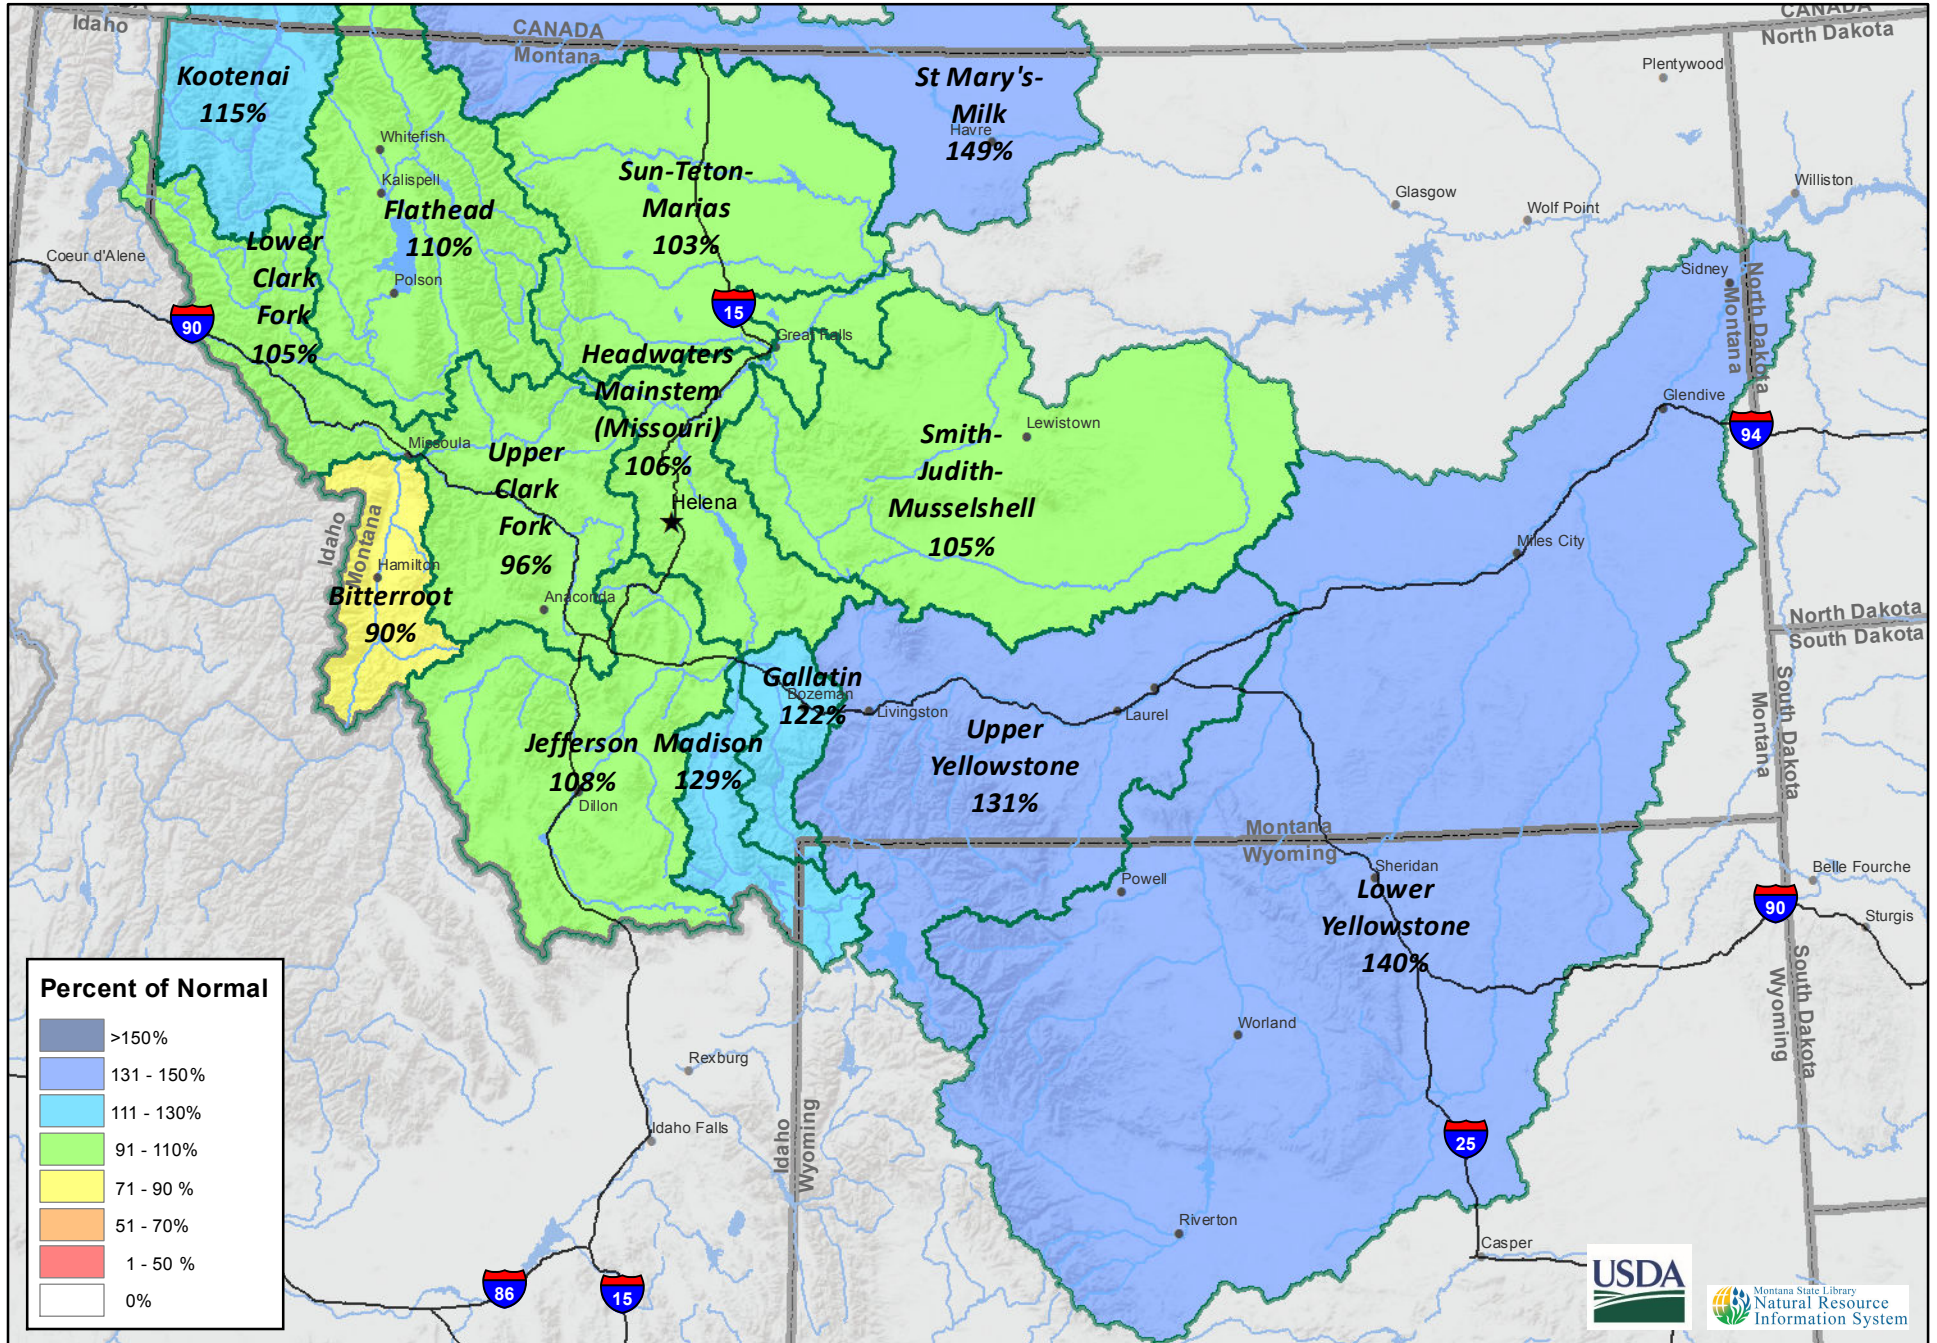 CANADA
Idaho
CANADA
Montana
CANADA
North Dakota
Kootenai
115%
St Mary's-
Milk
Havre
149%
Plentywood
Whitefish
Kalispell
Flathead
110%
Sun-Teton-
Marias
103%
Glasgow
Wolf Point
Williston
Lower
Clark
Fork
105%
Coeur d'Alene
Polson
90
15
Great Falls
Sidney
North Dakota
Montana
Headwaters
Mainstem
(Missouri)
106%
Helena
Glendive
94
Lewistown
Smith-
Judith-
Musselshell
105%
Missoula
Upper
Clark
Fork
96%
Idaho
Montana
Hamilton
Bitterroot
90%
Anaconda
Miles City
North Dakota
South Dakota
Gallatin
Bozeman
122%
Livingston
Laurel
South Dakota
Montana
Jefferson
108%
Dillon
Madison
129%
Upper
Yellowstone
131%
Montana
Wyoming
Sheridan
Powell
Lower
Yellowstone
140%
Belle Fourche
90
Sturgis
South Dakota
Wyoming
Worland
Rexburg
Idaho Falls
Idaho
Wyoming
25
Riverton
Casper
86
15
Percent of Normal
>150%
131 - 150%
111 - 130%
91 - 110%
71 - 90 %
51 - 70%
1 - 50 %
0%
USDA
Montana State Library
Natural Resource
Information System